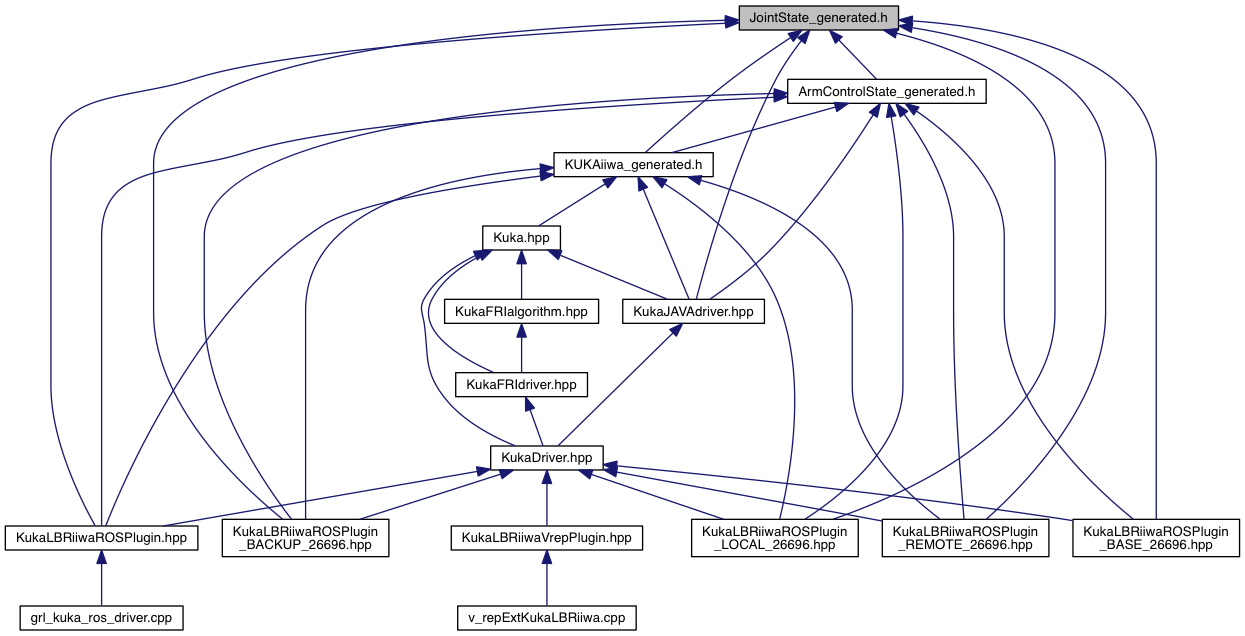 JointState_generated.h
ArmControlState_generated.h
KUKAiiwa_generated.h
Kuka.hpp
KukaFRIalgorithm.hpp
KukaJAVAdriver.hpp
KukaFRIdriver.hpp
KukaDriver.hpp
KukaLBRiiwaROSPlugin.hpp
KukaLBRiiwaROSPlugin
_BACKUP_26696.hpp
KukaLBRiiwaVrepPlugin.hpp
KukaLBRiiwaROSPlugin
_LOCAL_26696.hpp
KukaLBRiiwaROSPlugin
_REMOTE_26696.hpp
KukaLBRiiwaROSPlugin
_BASE_26696.hpp
grl_kuka_ros_driver.cpp
v_repExtKukaLBRiiwa.cpp